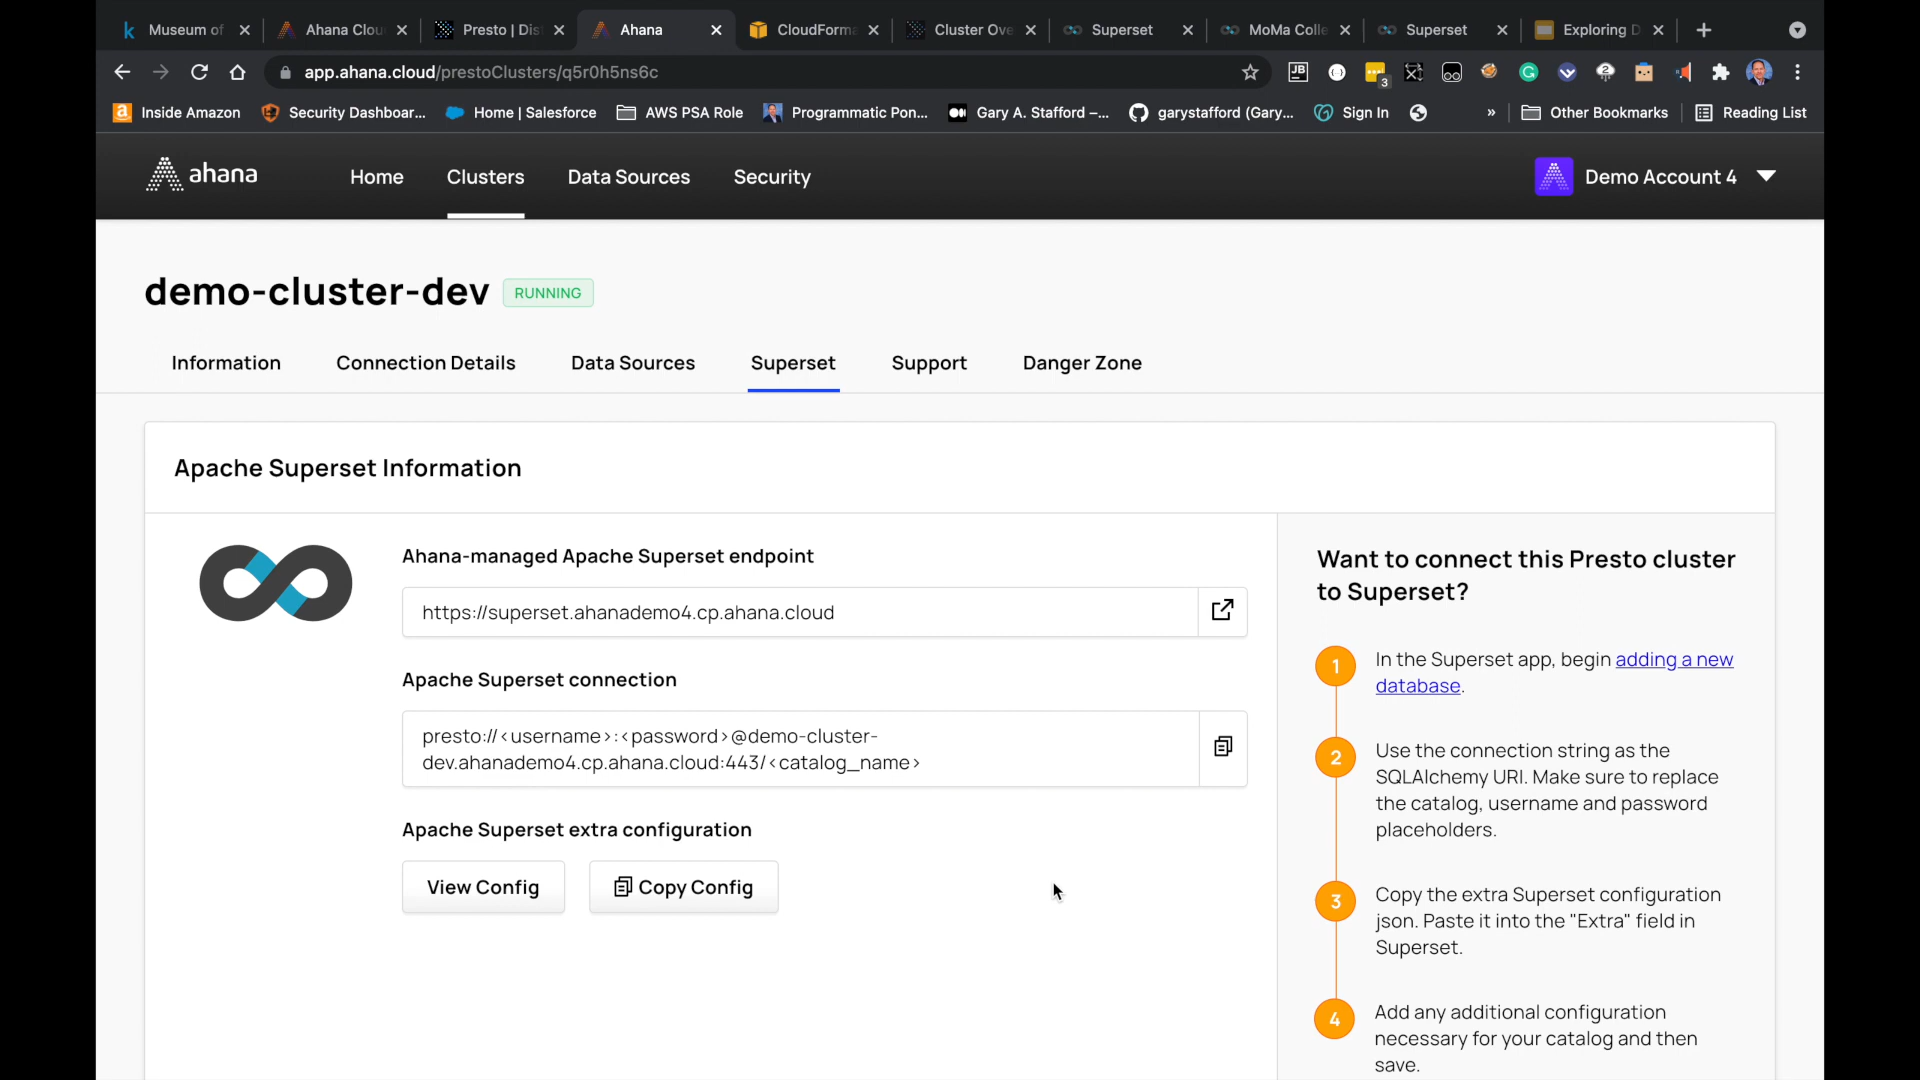 Museum of
Ahana Clou
Presto | Dis
Ahana
CloudForma
Cluster Ove
Superset
MoMa Colle
Superset
Exploring D
app.ahana.cloud/prestoClusters/q5r0h5ns6c
Inside Amazon
Security Dashboar...
Home | Salesforce
AWS PSA Role
Programmatic Pon...
Gary A. Stafford –...
garystafford (Gary...
Sign In
»
Other Bookmarks
Reading List
ahana
Home
Clusters
Data Sources
Security
Demo Account 4
demo-cluster-dev
RUNNING
Information
Connection Details
Data Sources
Superset
Support
Danger Zone
Apache Superset Information
Ahana-managed Apache Superset endpoint
https://superset.ahanademo4.cp.ahana.cloud
Apache Superset connection
presto://<username>:<password>@demo-cluster-
dev.ahanademo4.cp.ahana.cloud:443/<catalog_name>
Apache Superset extra configuration
View Config
Copy Config
Want to connect this Presto cluster
to Superset?
1
In the Superset app, begin adding a new
database.
2
Use the connection string as the
SQLAlchemy URI. Make sure to replace
the catalog, username and password
placeholders.
3
Copy the extra Superset configuration
json. Paste it into the "Extra" field in
Superset.
4
Add any additional configuration
necessary for your catalog and then
save.